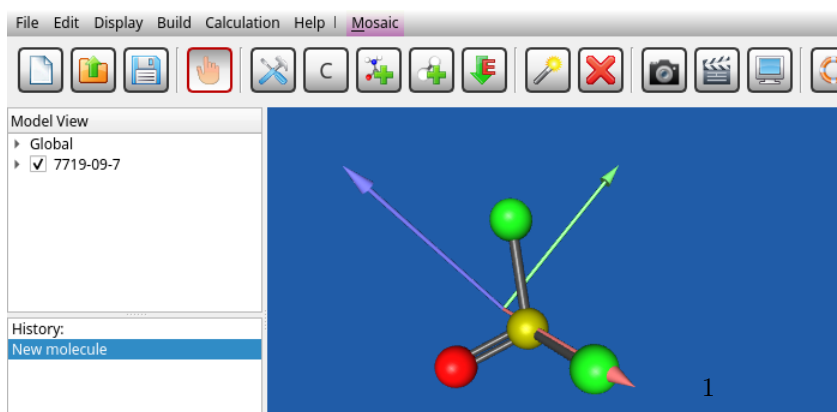 File Edit Display Build Calculation Help Mosaic
C E
Model View
Global
7719-09-7
History:
New molecule
1